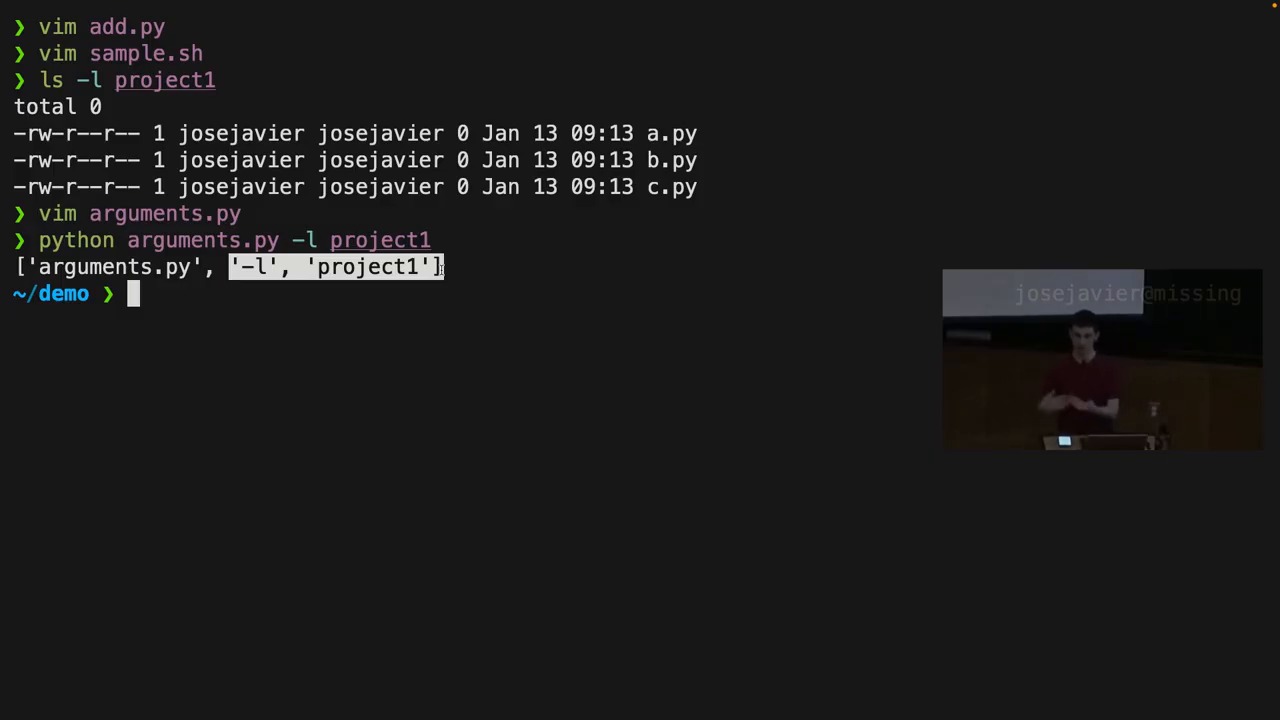 ❯ vim add.py
❯ vim sample.sh
❯ ls -l project1
total 0
-rw-r--r-- 1 josejavier josejavier 0 Jan 13 09:13 a.py
-rw-r--r-- 1 josejavier josejavier 0 Jan 13 09:13 b.py
-rw-r--r-- 1 josejavier josejavier 0 Jan 13 09:13 c.py
❯ vim arguments.py
❯ python arguments.py -l project1
['arguments.py', '-l', 'project1']
~/demo ❯
josejavier@missing